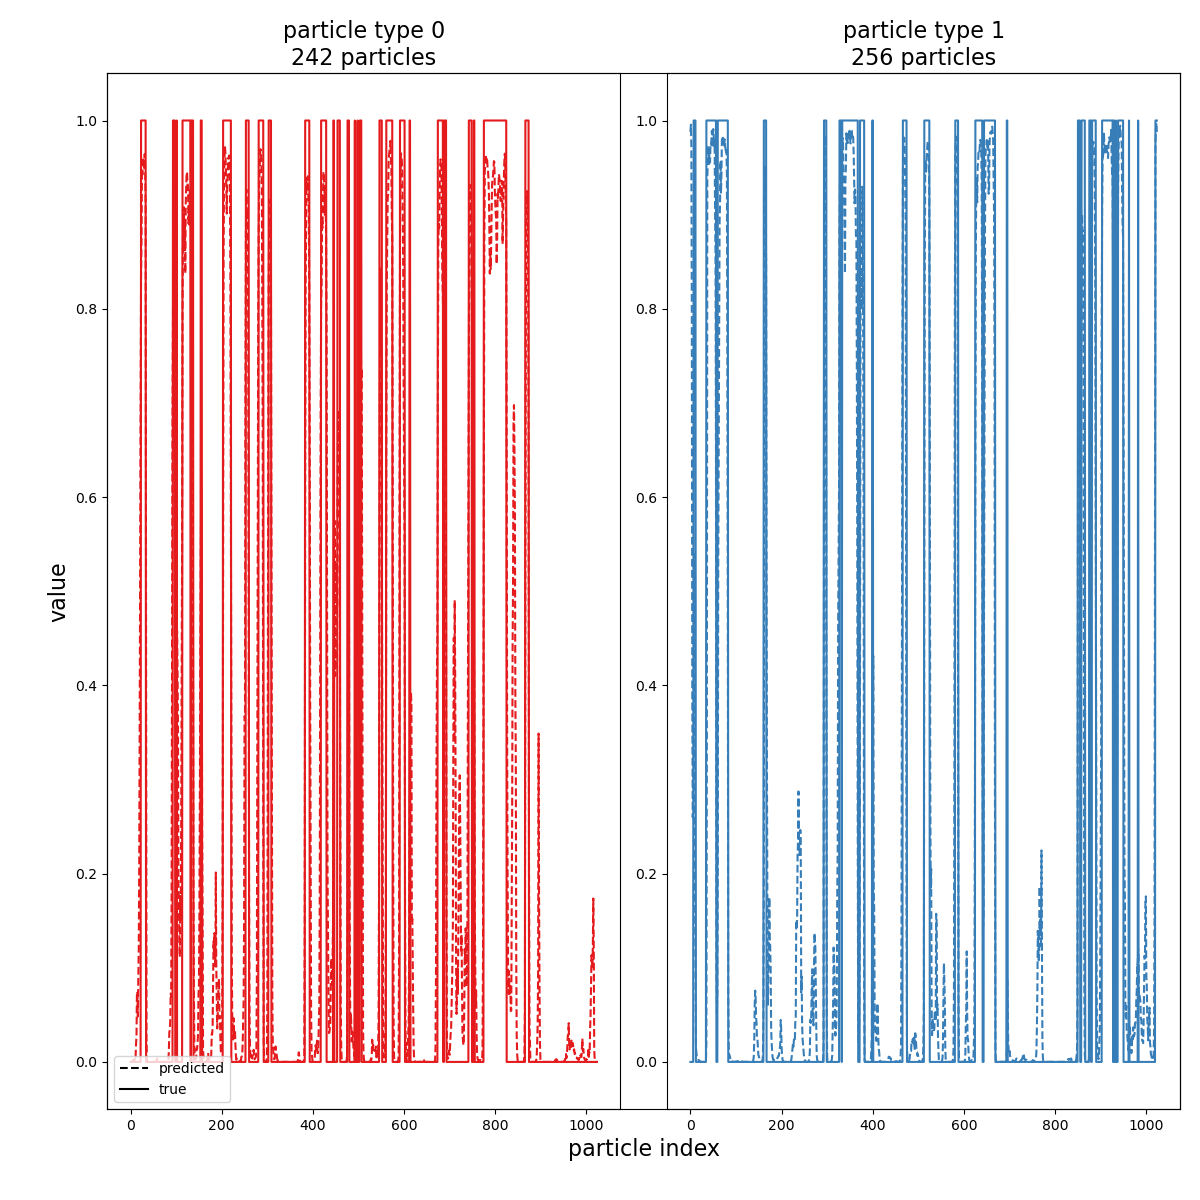 particle type 0
242 particles
particle type 1
256 particles
1.0
0.8
0.6
0.4
0.2
0.0
1.0
0.8
0.6
0.4
0.2
0.0
value
predicted
true
0 200 400 600 800 1000
0 200 400 600 800 1000
particle index